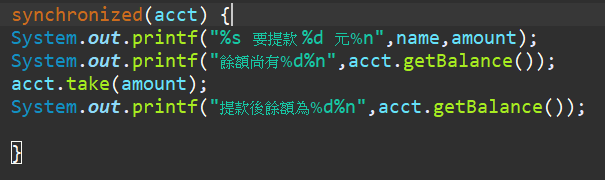 synchronized(acct) {
System.out.printf("%s 要提款 %d 元%n",name,amount);
System.out.printf("餘額尚有%d%n",acct.getBalance());
acct.take(amount);
System.out.printf("提款後餘額為%d%n",acct.getBalance());
}